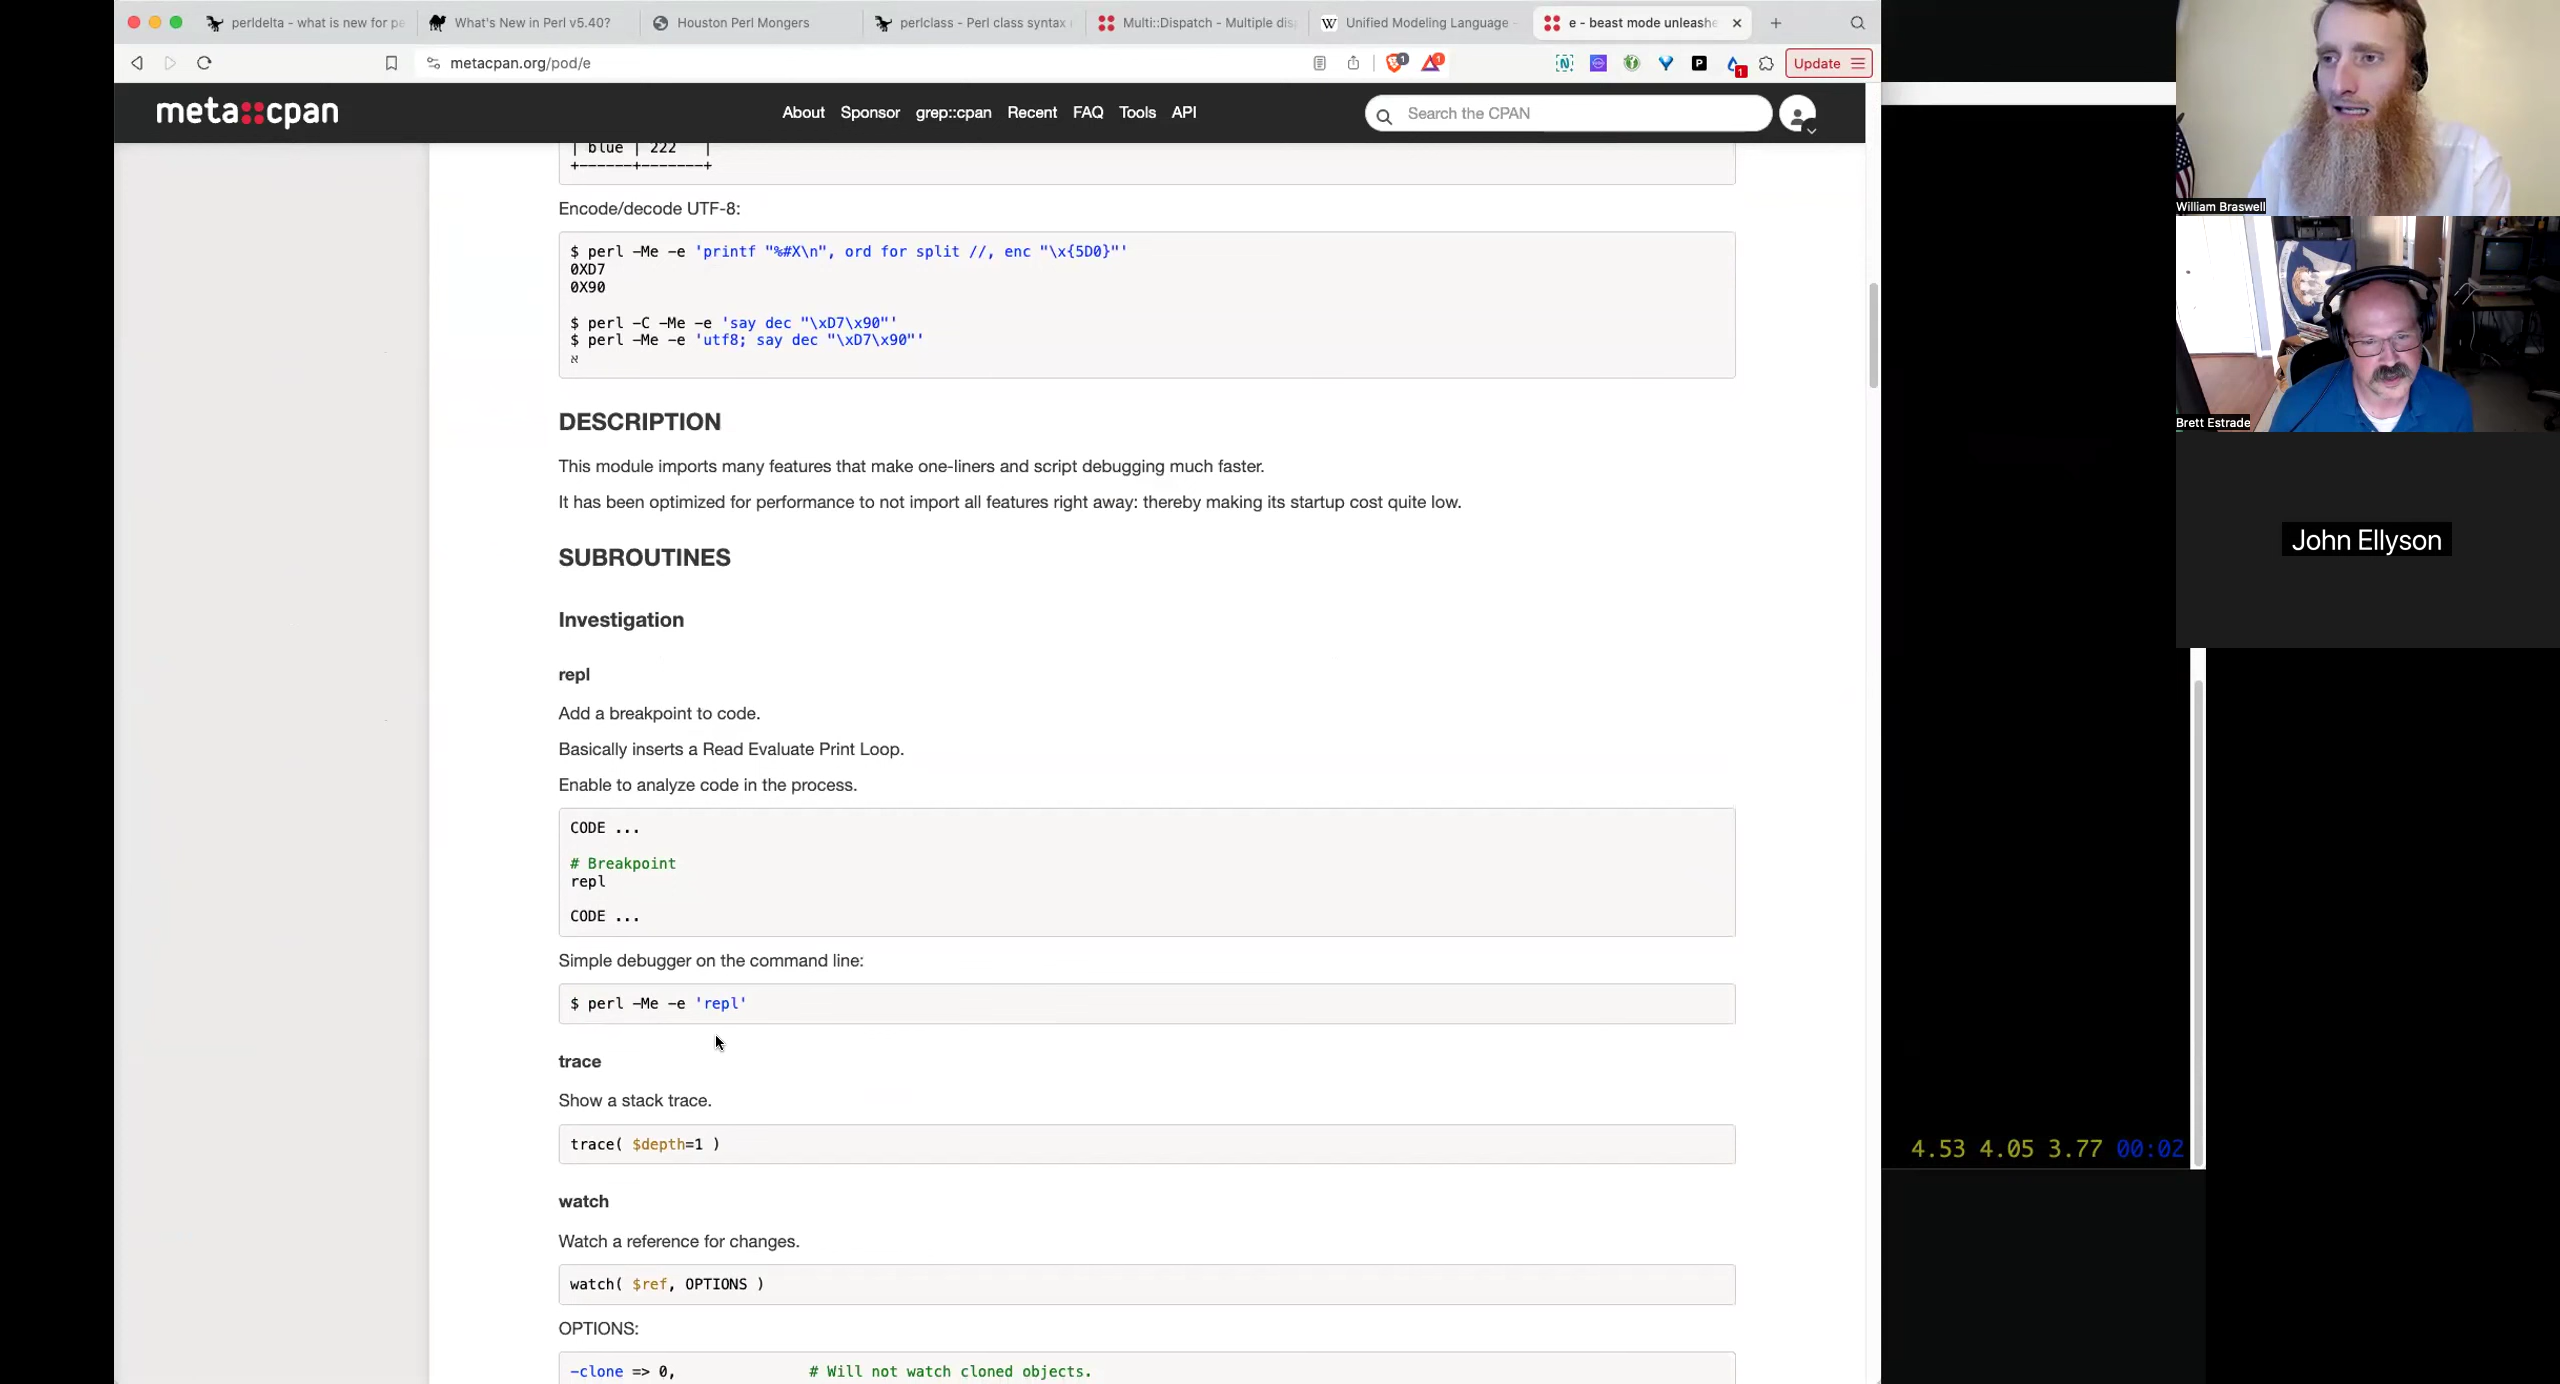 perldelta - what is new for pe
What's New in Perl v5.40?
Houston Perl Mongers
perlclass - Perl class syntax
Multi::Dispatch - Multiple dis
Unified Modeling Language -
e - beast mode unleashe
metacpan.org/pod/e
1
1
1
Update
meta::cpan
About Sponsor grep::cpan Recent FAQ Tools API
Search the CPAN
| blue | 222 |
+------+-------+
Encode/decode UTF-8:
$ perl -Me -e 'printf "%#X\n", ord for split //, enc "\x{5D0}"'
0XD7
0X90
$ perl -C -Me -e 'say dec "\xD7\x90"'
$ perl -Me -e 'utf8; say dec "\xD7\x90"'
א
DESCRIPTION
This module imports many features that make one-liners and script debugging much faster.
It has been optimized for performance to not import all features right away: thereby making its startup cost quite low.
SUBROUTINES
Investigation
repl
Add a breakpoint to code.
Basically inserts a Read Evaluate Print Loop.
Enable to analyze code in the process.
CODE ...
# Breakpoint
repl
CODE ...
Simple debugger on the command line:
$ perl -Me -e 'repl'
trace
Show a stack trace.
trace( $depth=1 )
watch
Watch a reference for changes.
watch( $ref, OPTIONS )
OPTIONS:
-clone => 0, # Will not watch cloned objects.
William Braswell
Brett Estrade
John Ellyson
4.53 4.05 3.77 00:02